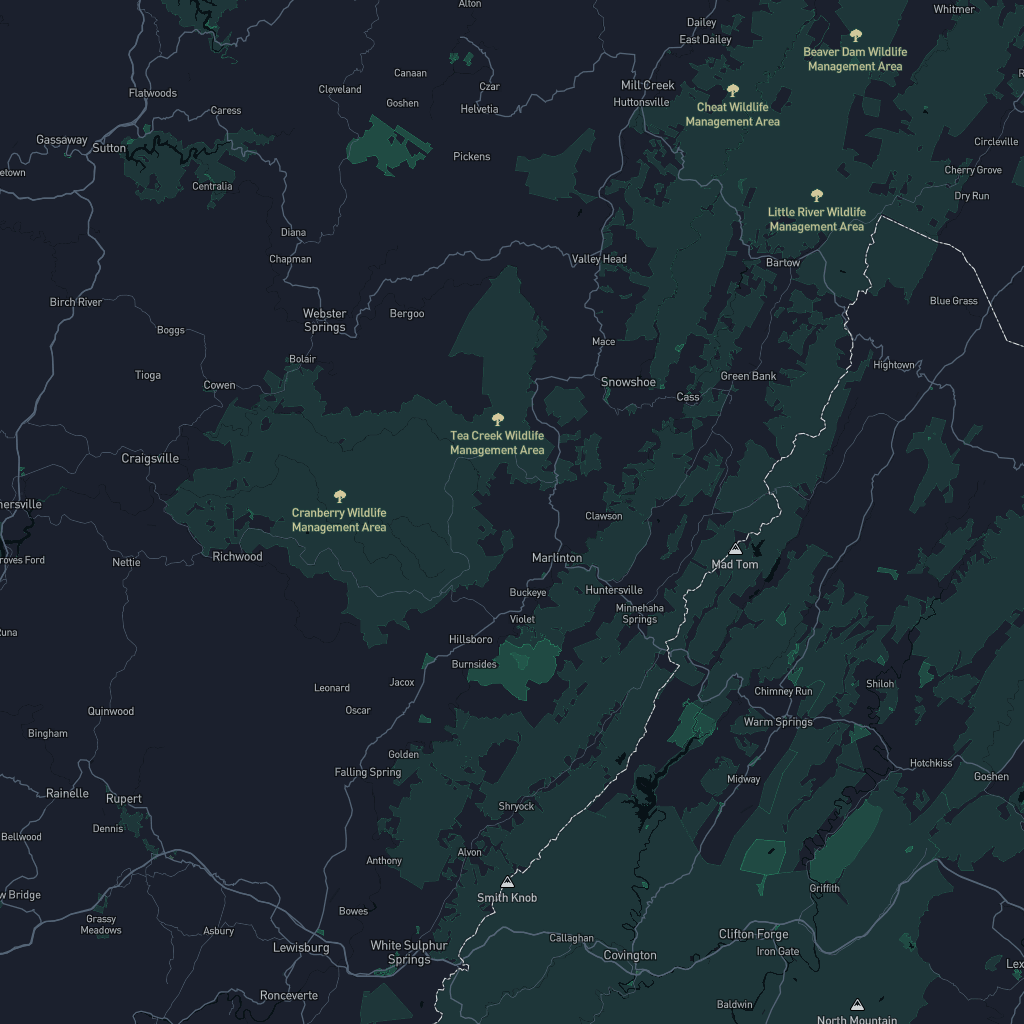 Alton
Whitmer
Dailey
East Dailey
Beaver Dam Wildlife
Management Area
Canaan
Cleveland
Czar
Mill Creek
Flatwoods
Goshen
Huttonsville
Helvetia
Cheat Wildlife
Management Area
Caress
Gassaway
Sutton
Circleville
Pickens
Cherry Grove
etown
Centralia
Dry Run
Little River Wildlife
Management Area
Diana
Chapman
Valley Head
Bartow
Birch River
Blue Grass
Webster
Springs
Bergoo
Boggs
Mace
Bolair
Hightown
Tioga
Cowen
Snowshoe
Green Bank
Cass
Tea Creek Wildlife
Management Area
Craigsville
Cranberry Wildlife
Management Area
nersville
Clawson
Richwood
Marlinton
Mad Tom
roves Ford
Nettie
Buckeye
Huntersville
Violet
Minnehaha
Springs
Runa
Hillsboro
Burnsides
Jacox
Leonard
Shiloh
Chimney Run
Oscar
Quinwood
Warm Springs
Bingham
Golden
Falling Spring
Hotchkiss
Goshen
Midway
Rainelle
Rupert
Shryock
Dennis
Bellwood
Alvon
Anthony
Griffith
Smith Knob
w Bridge
Bowes
Grassy
Meadows
Asbury
Lewisburg
White Sulphur
Springs
Callaghan
Clifton Forge
Iron Gate
Covington
Lex
Ronceverte
Baldwin
North Mountain